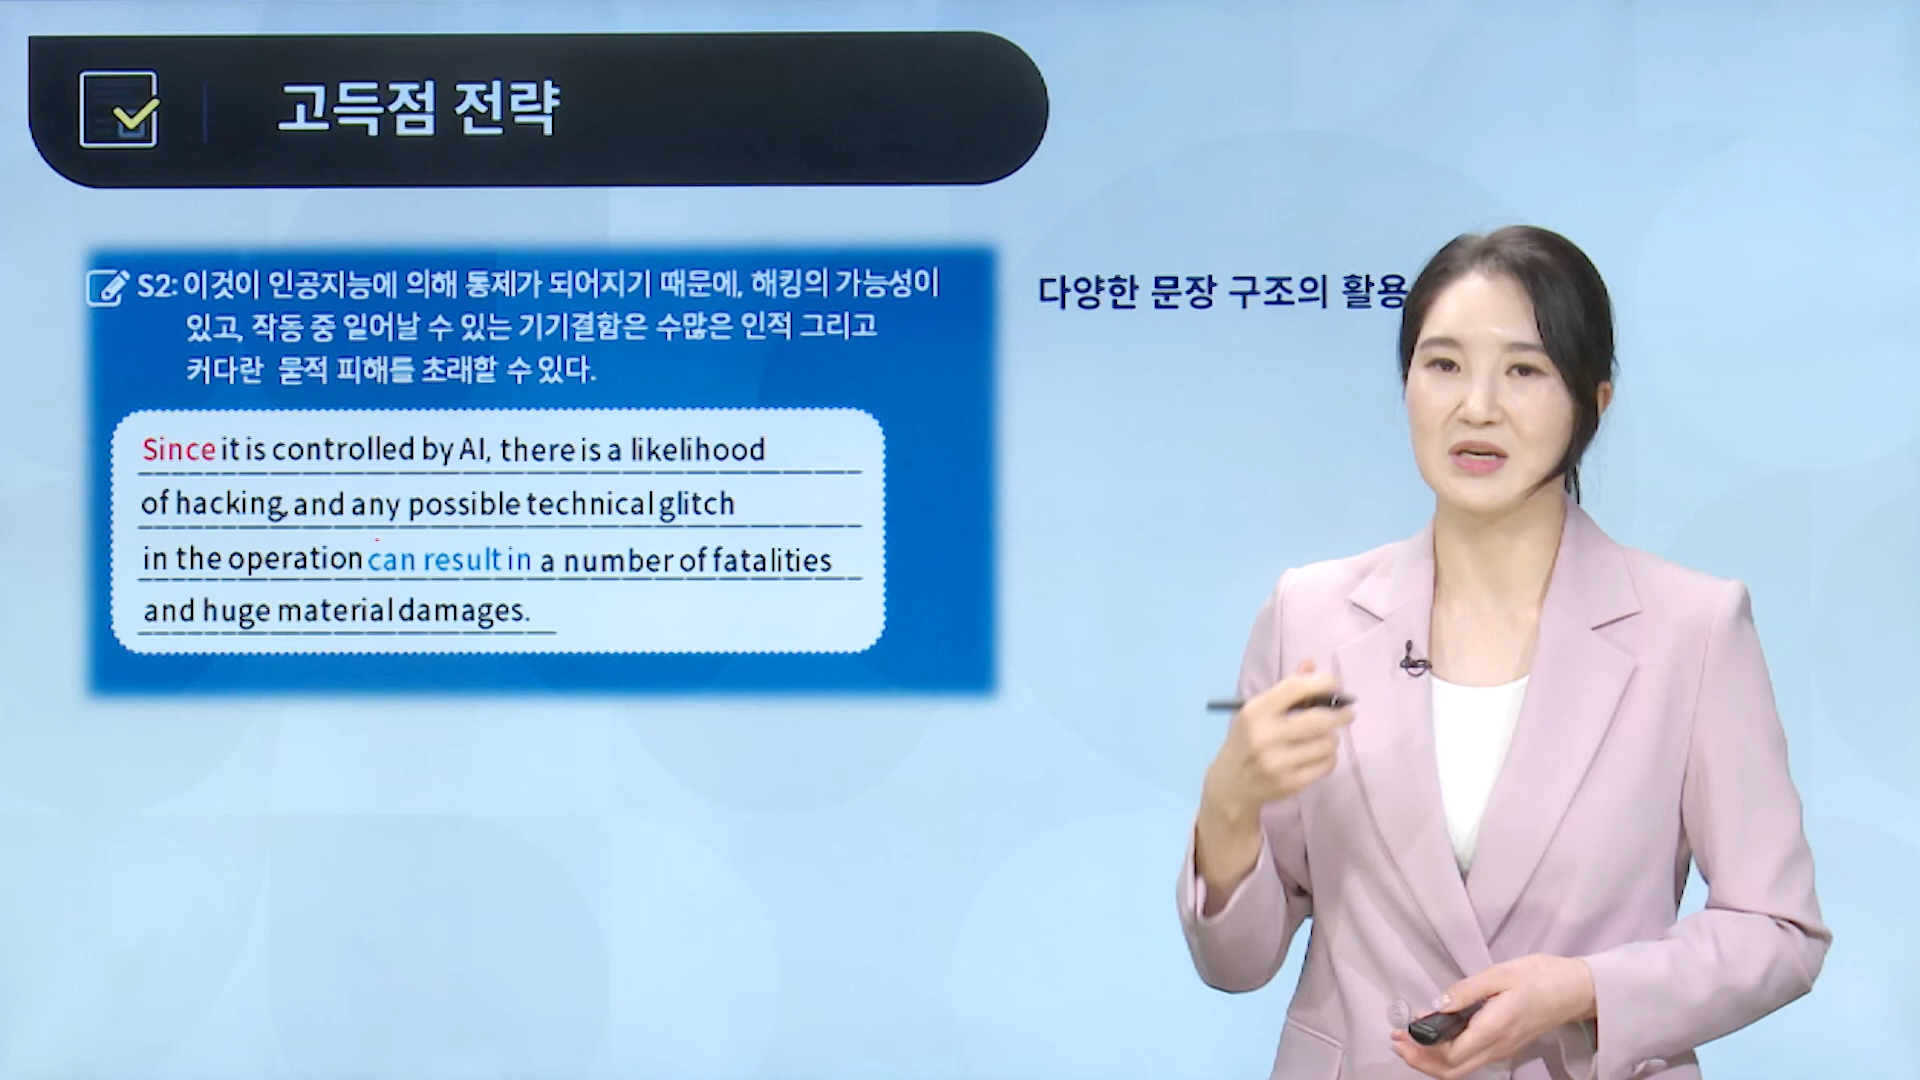 고득점 전략
S2: 이것이 인공지능에 의해 통제가 되어지기 때문에, 해킹의 가능성이
있고, 작동 중 일어날 수 있는 기기결함은 수많은 인적 그리고
커다란 물적 피해를 초래할 수 있다.
다양한 문장 구조의 활용
Since it is controlled by AI, there is a likelihood
of hacking, and any possible technical glitch
in the operation can result in a number of fatalities
and huge material damages.